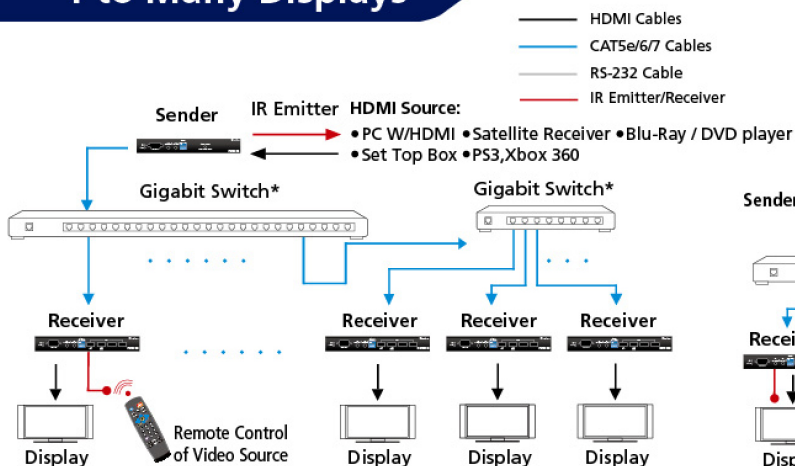 1 to Many Displays
HDMI Cables
CAT5e/6/7 Cables
RS-232 Cable
IR Emitter/Receiver
Sender
IR Emitter
HDMI Source:
•PC W/HDMI •Satellite Receiver •Blu-Ray / DVD player
•Set Top Box •PS3,Xbox 360
Gigabit Switch*
Gigabit Switch*
Sender
Receiver
Receiver
Receiver
Receiver
Recei
Remote Control
of Video Source
Display
Display
Display
Display
Disp